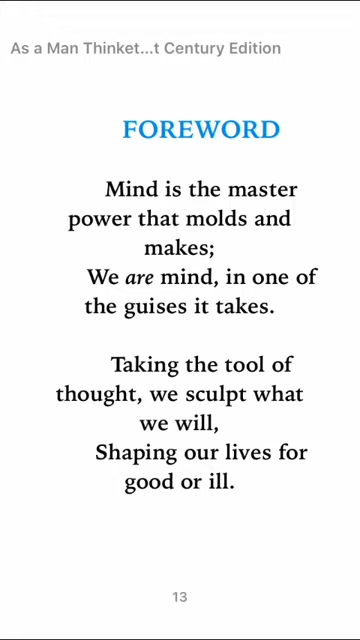 As a Man Thinket...t Century Edition
FOREWORD
Mind is the master
power that molds and
makes;
We are mind, in one of
the guises it takes.
Taking the tool of
thought, we sculpt what
we will,
Shaping our lives for
good or ill.
13